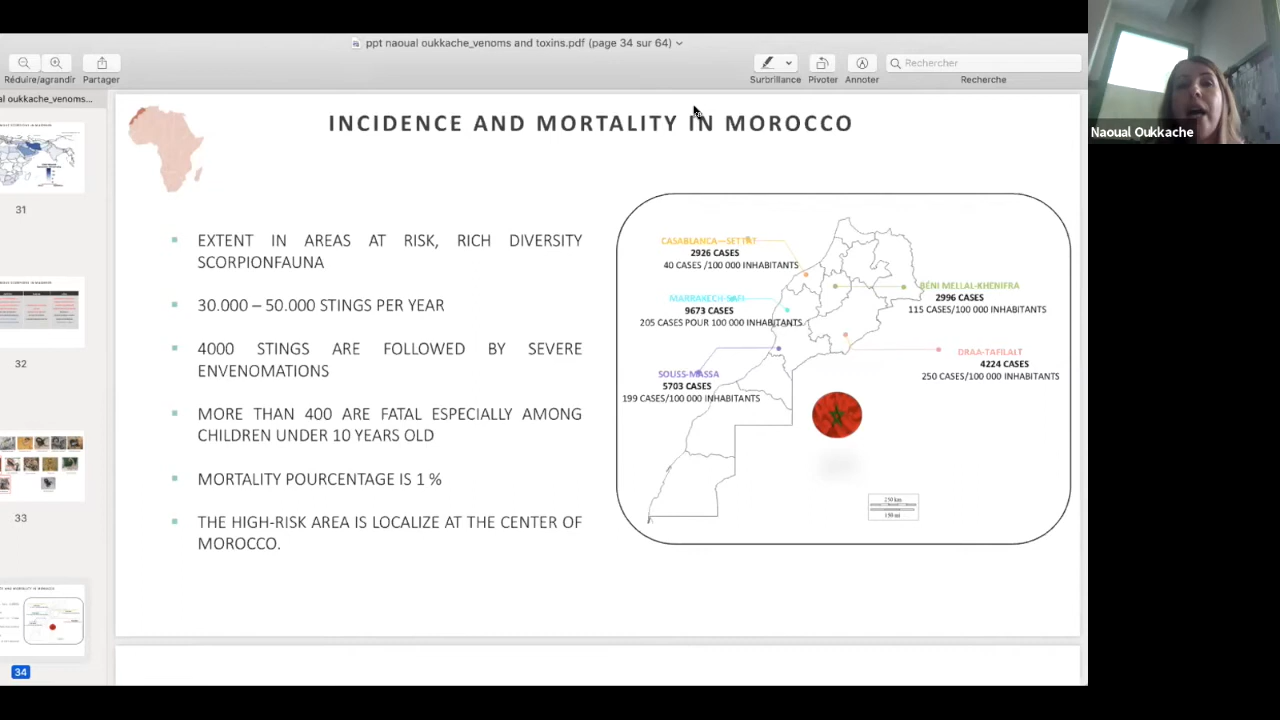 ppt naoual oukkache_venoms and toxins.pdf (page 34 sur 64)
Réduire/agrandir
Partager
Surbrillance
Pivoter
Annoter
Rechercher
Recherche
al oukkache_venoms...
31
32
33
34
INCIDENCE AND MORTALITY IN MOROCCO
EXTENT IN AREAS AT RISK, RICH DIVERSITY
SCORPIONFAUNA
30.000 – 50.000 STINGS PER YEAR
4000 STINGS ARE FOLLOWED BY SEVERE
ENVENOMATIONS
MORE THAN 400 ARE FATAL ESPECIALLY AMONG
CHILDREN UNDER 10 YEARS OLD
MORTALITY POURCENTAGE IS 1 %
THE HIGH-RISK AREA IS LOCALIZE AT THE CENTER OF
MOROCCO.
CASABLANCA—SETTAT
2926 CASES
40 CASES /100 000 INHABITANTS
MARRAKECH-SAFI
9673 CASES
205 CASES POUR 100 000 INHABITANTS
SOUSS-MASSA
5703 CASES
199 CASES/100 000 INHABITANTS
BÉNI MELLAL-KHENIFRA
2996 CASES
115 CASES/100 000 INHABITANTS
DRAA-TAFILALT
4224 CASES
250 CASES/100 000 INHABITANTS
250 km
150 mi
Naoual Oukkache